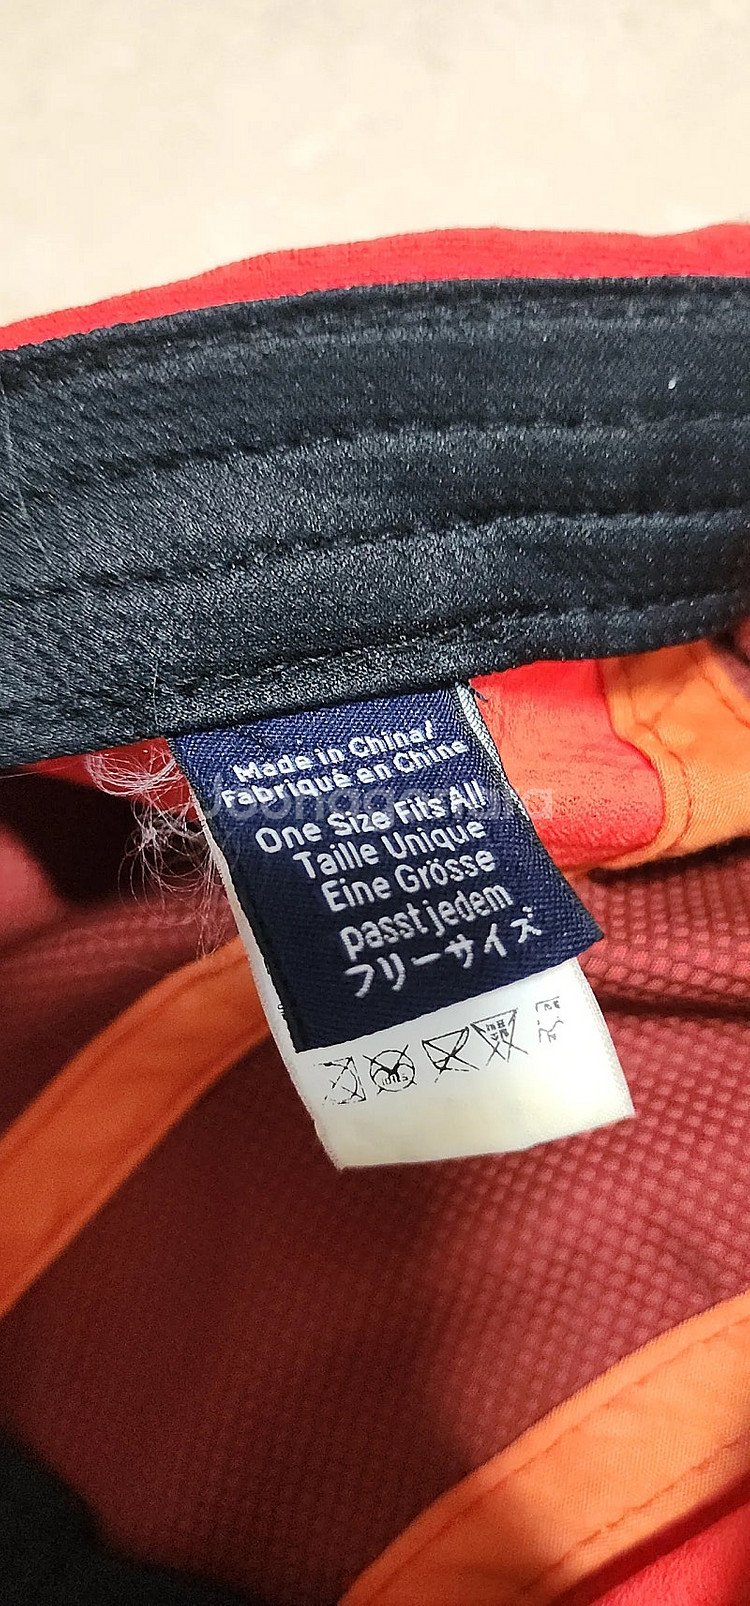 Made in China/
Fabriqué en Chine
Joonggonara
One Size Fits All
Taille Unique
Eine Grösse
passt jedem
フリーサイズ